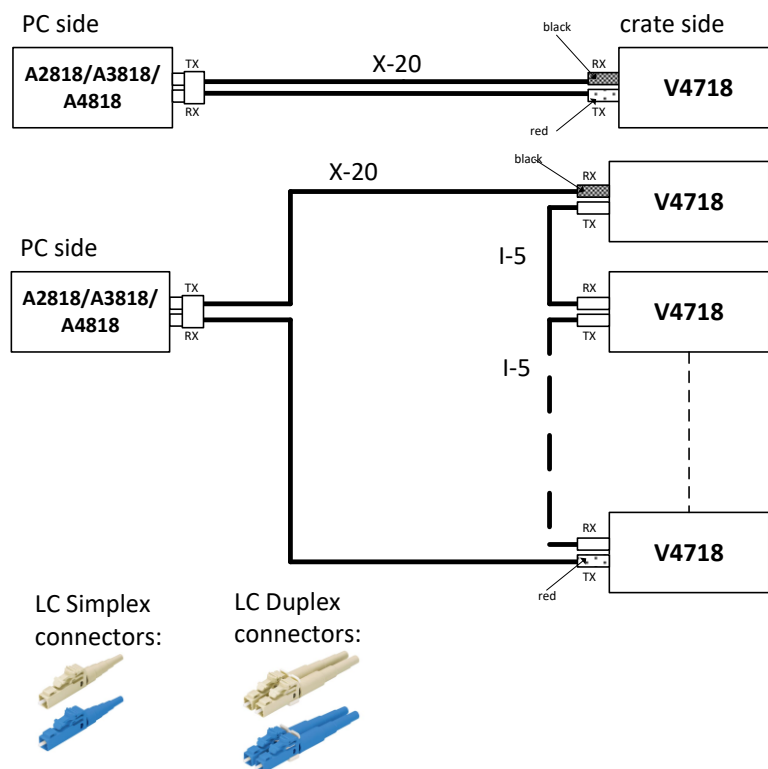 PC side
crate side
black
TX
X-20
RX
A2818/A3818/
A4818
V4718
RX
red
TX
black
X-20
RX
V4718
TX
PC side
I-5
TX
RX
A2818/A3818/
A4818
V4718
RX
TX
I-5
RX
V4718
TX
red
LC Simplex
connectors:
LC Duplex
connectors: